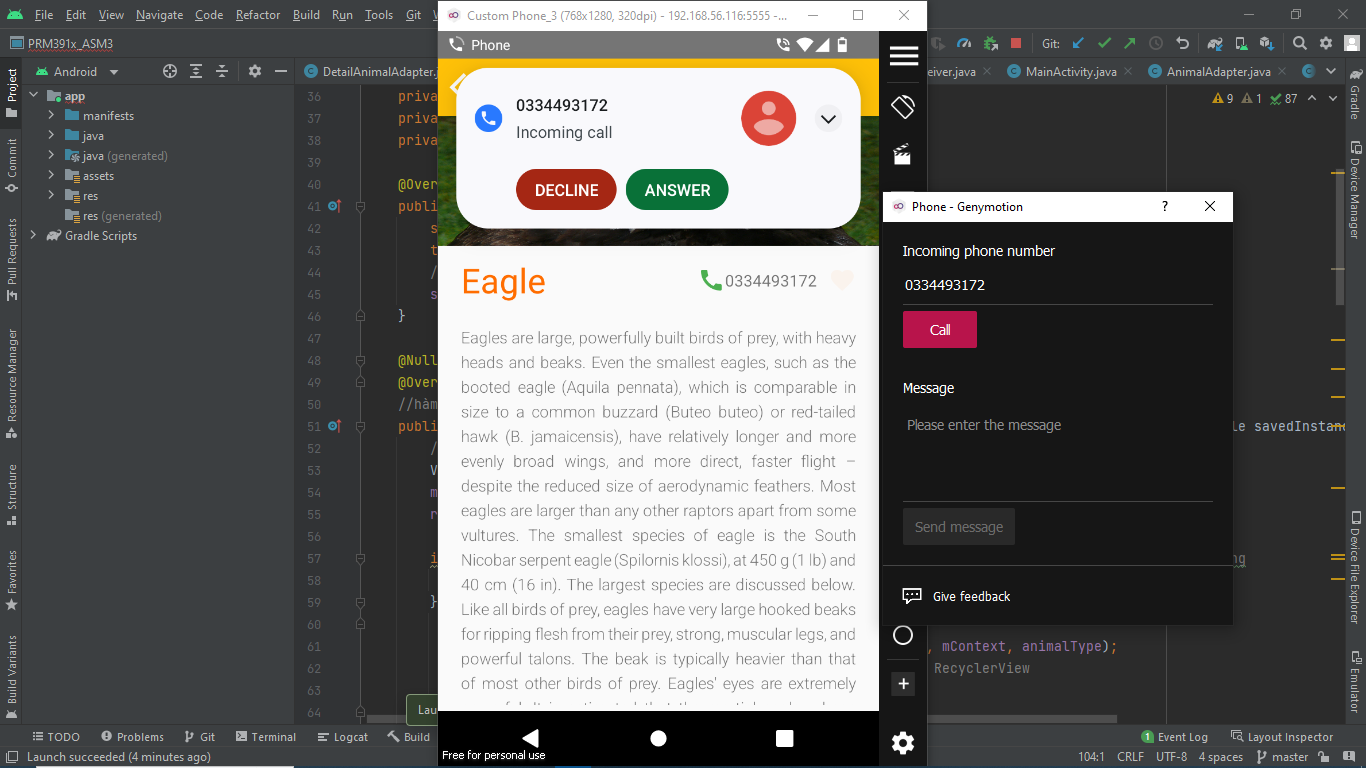 File Edit View Navigate Code Refactor Build Run Tools Git
PRM391x_ASM3
Git:
Android
DetailAnimalAdapter.
eiver.java
MainActivity.java
AnimalAdapter.java
9 1 87
Project
Commit
Pull Requests
Resource Manager
Structure
Favorites
Build Variants
app
manifests
java
java (generated)
assets
res
res (generated)
Gradle Scripts
36 priva
37 priva
38 priva
39
40 @Over
41 publi
42 s
43 t
44 /
45 s
46 }
47
48 @Null
49 @Over
50 //hàm
51 publi
le savedInstanc
52 /
53 V
54 m
55 r
56
57 i
ng
58
59 }
60
61 , mContext, animalType);
62 RecyclerView
63
64
Lau
Custom Phone_3 (768x1280, 320dpi) - 192.168.56.116:5555 -...
Phone
0334493172
Incoming call
DECLINE
ANSWER
Eagle
0334493172
Eagles are large, powerfully built birds of prey, with heavy
heads and beaks. Even the smallest eagles, such as the
booted eagle (Aquila pennata), which is comparable in
size to a common buzzard (Buteo buteo) or red-tailed
hawk (B. jamaicensis), have relatively longer and more
evenly broad wings, and more direct, faster flight –
despite the reduced size of aerodynamic feathers. Most
eagles are larger than any other raptors apart from some
vultures. The smallest species of eagle is the South
Nicobar serpent eagle (Spilornis klossi), at 450 g (1 lb) and
40 cm (16 in). The largest species are discussed below.
Like all birds of prey, eagles have very large hooked beaks
for ripping flesh from their prey, strong, muscular legs, and
powerful talons. The beak is typically heavier than that
of most other birds of prey. Eagles' eyes are extremely
Free for personal use
Phone - Genymotion
?
Incoming phone number
0334493172
Call
Message
Please enter the message
Send message
Give feedback
Gradle
Device Manager
Device File Explorer
Emulator
TODO Problems Git Terminal Logcat Build
1 Event Log Layout Inspector
Launch succeeded (4 minutes ago)
104:1 CRLF UTF-8 4 spaces master